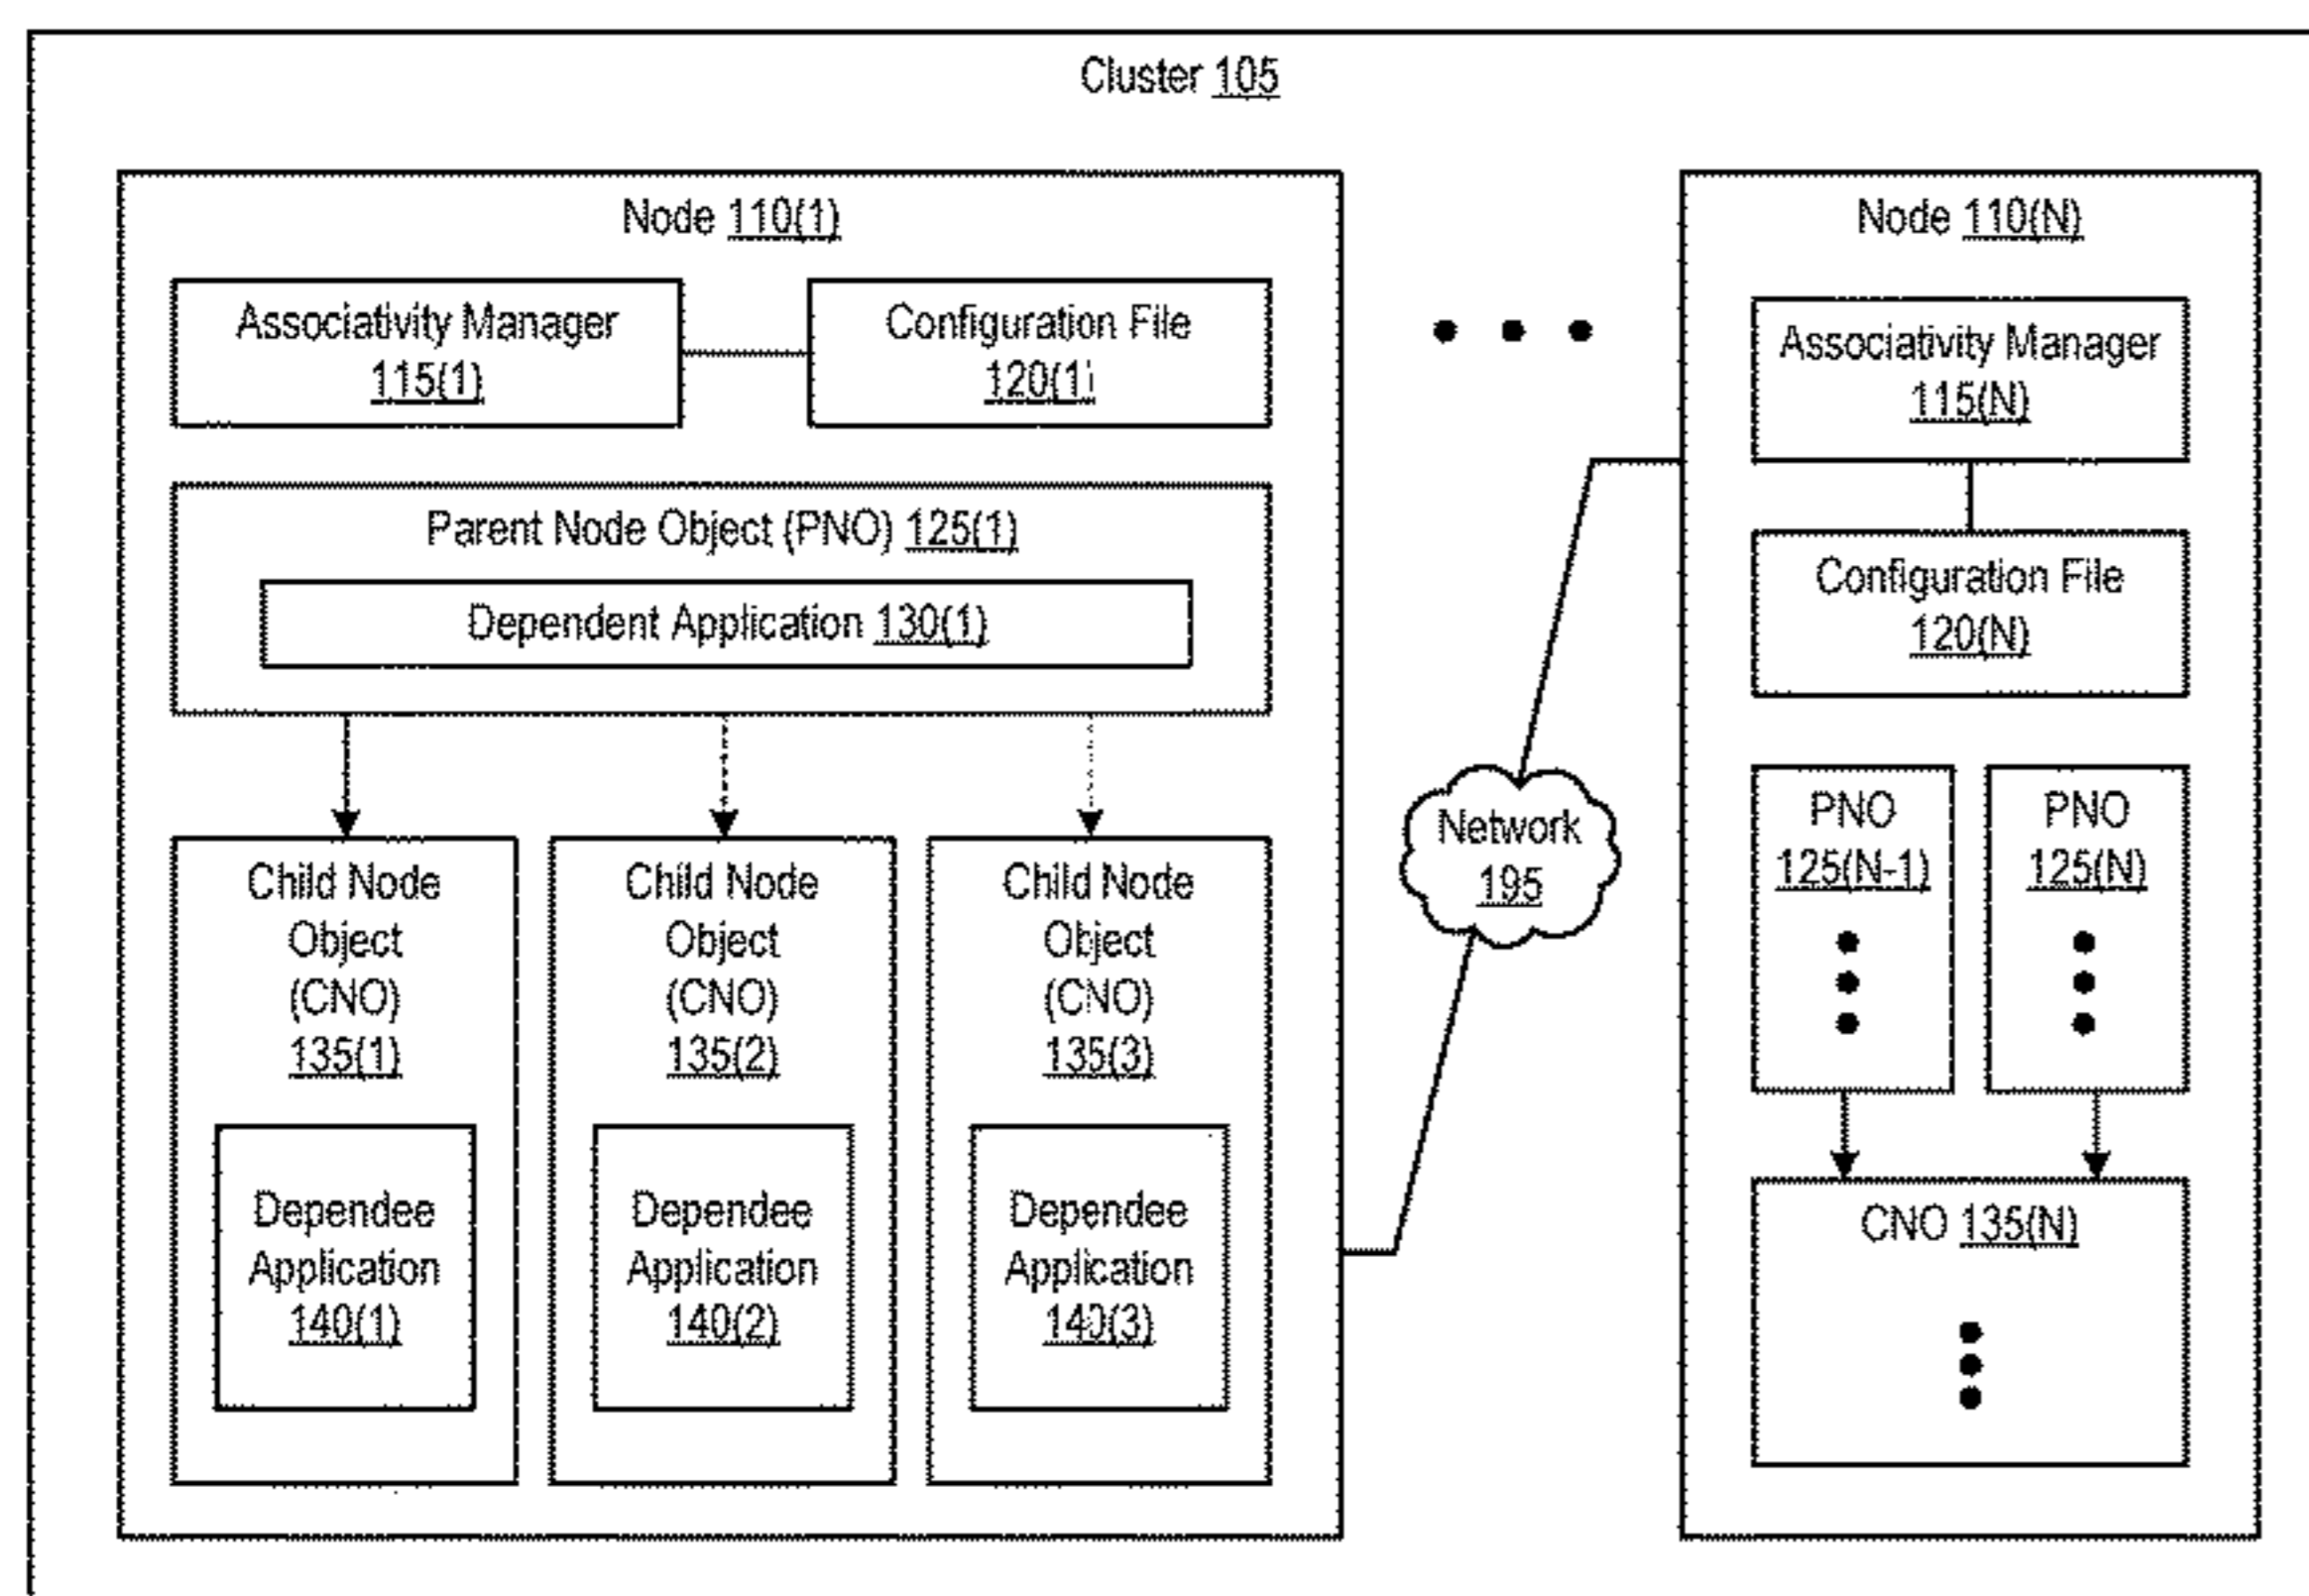 Cluster 105
Node 110(1)
Associativity Manager
115(1)
Configuration File
120(1)
Parent Node Object (PNO) 125(1)
Dependent Application 130(1)
Child Node
Object
(CNO)
135(1)
Dependee
Application
140(1)
Child Node
Object
(CNO)
135(2)
Dependee
Application
140(2)
Child Node
Object
(CNO)
135(3)
Dependee
Application
140(3)
Network
195
Node 110(N)
Associativity Manager
115(N)
Configuration File
120(N)
PNO
125(N-1)
PNO
125(N)
CNO 135(N)